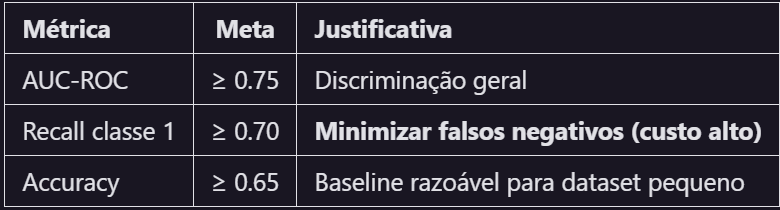 Métrica Meta Justificativa
AUC-ROC ≥ 0.75 Discriminação geral
Recall classe 1 ≥ 0.70 Minimizar falsos negativos (custo alto)
Accuracy ≥ 0.65 Baseline razoável para dataset pequeno